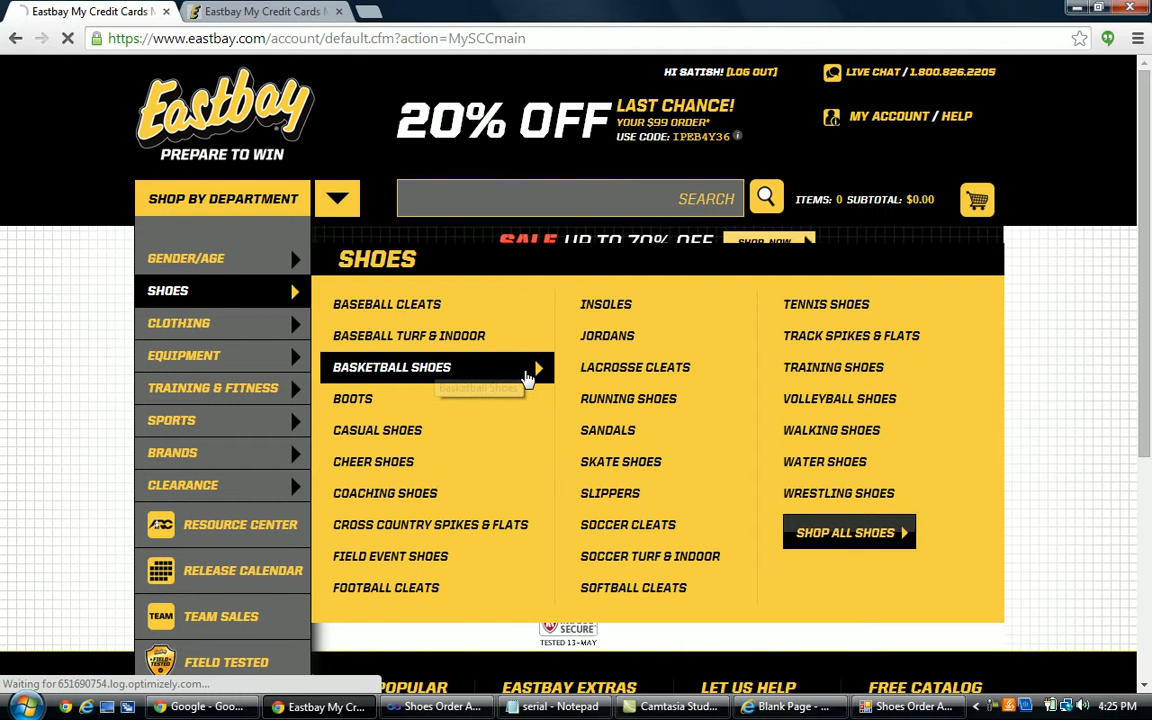 Eastbay My Credit Cards M
Eastbay My Credit Cards M
https://www.eastbay.com/account/default.cfm?action=MySCCmain
HI SATISH! [LOG OUT]
LIVE CHAT / 1.800.826.2205
Eastbay
PREPARE TO WIN
20% OFF
LAST CHANCE!
YOUR $99 ORDER*
USE CODE: IPEB4Y36
MY ACCOUNT / HELP
SHOP BY DEPARTMENT
SEARCH
ITEMS: 0 SUBTOTAL: $0.00
SALE UP TO 70% OFF
SHOP NOW
GENDER/AGE
SHOES
CLOTHING
EQUIPMENT
TRAINING & FITNESS
SPORTS
BRANDS
CLEARANCE
RESOURCE CENTER
RELEASE CALENDAR
TEAM
TEAM SALES
FIELD TESTED
SHOES
BASEBALL CLEATS
BASEBALL TURF & INDOOR
BASKETBALL SHOES
Basketball Shoes
BOOTS
CASUAL SHOES
CHEER SHOES
COACHING SHOES
CROSS COUNTRY SPIKES & FLATS
FIELD EVENT SHOES
FOOTBALL CLEATS
INSOLES
JORDANS
LACROSSE CLEATS
RUNNING SHOES
SANDALS
SKATE SHOES
SLIPPERS
SOCCER CLEATS
SOCCER TURF & INDOOR
SOFTBALL CLEATS
TENNIS SHOES
TRACK SPIKES & FLATS
TRAINING SHOES
VOLLEYBALL SHOES
WALKING SHOES
WATER SHOES
WRESTLING SHOES
SHOP ALL SHOES
SECURE
TESTED 13-MAY
Waiting for 651690754.log.optimizely.com...
POPULAR
EASTBAY EXTRAS
LET US HELP
FREE CATALOG
Google - Goo...
Eastbay My Cr...
Shoes Order A...
serial - Notepad
Camtasia Stud...
Blank Page - ...
Shoes Order A...
4:25 PM